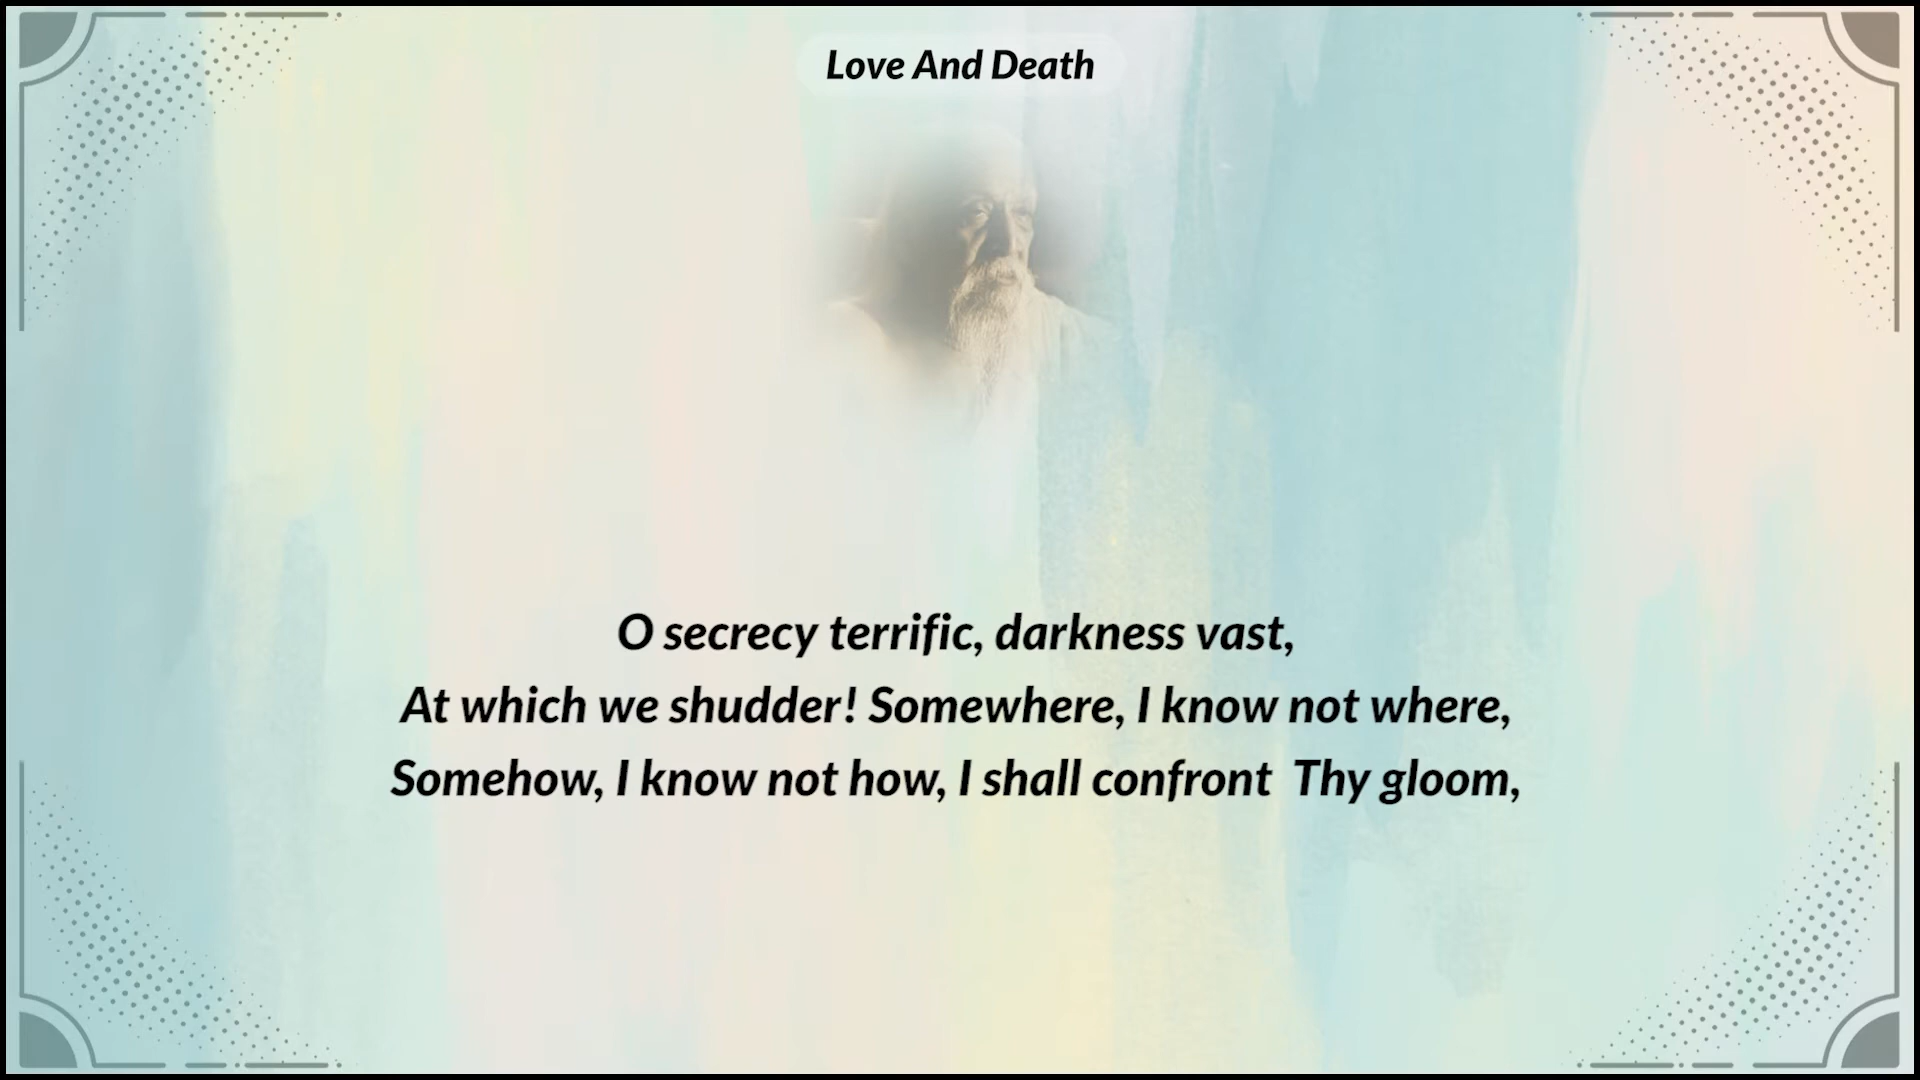 Love And Death
O secrecy terrific, darkness vast,
At which we shudder! Somewhere, I know not where,
Somehow, I know not how, I shall confront  Thy gloom,